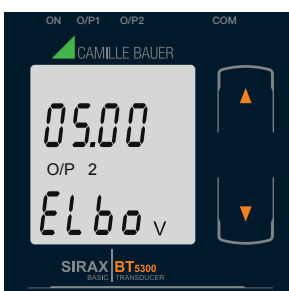 ON O/P1 O/P2 COM
CAMILLE BAUER
05.00
O/P 2
ELbo V
SIRAX BT5300
BASIC TRANSDUCER